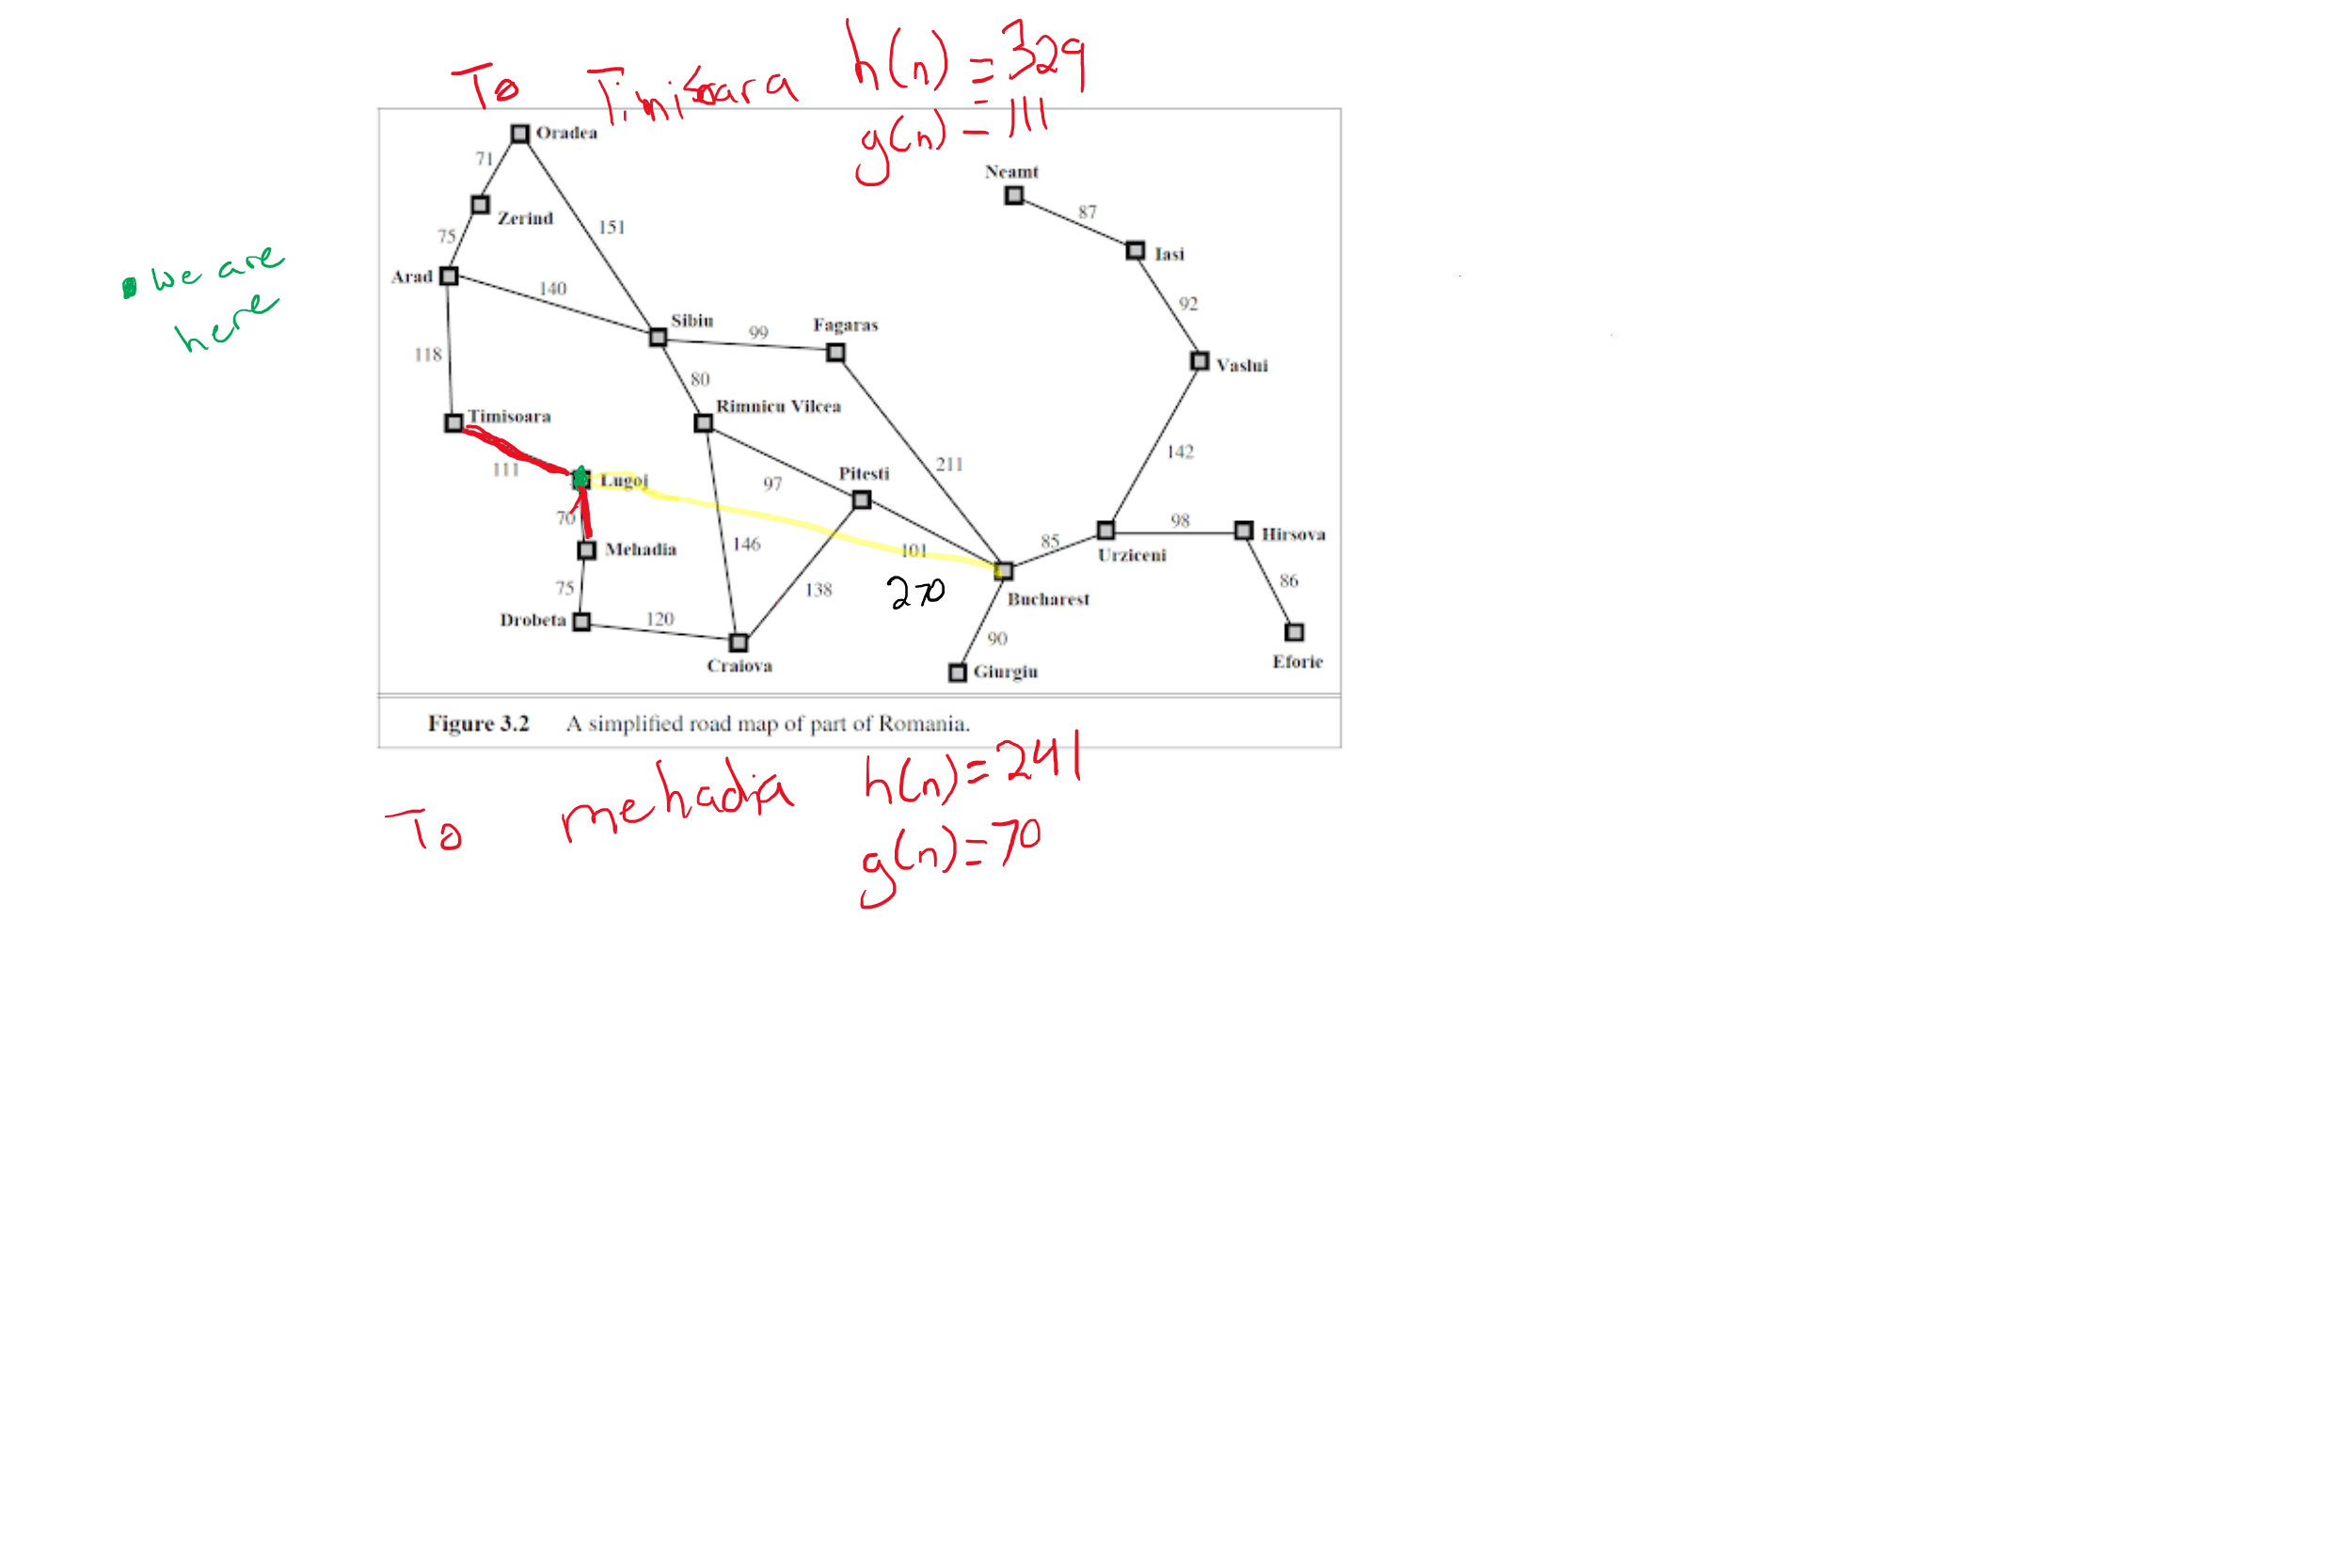 To Timisoara h(n) = 329
g(n) = 111
Oradea
71
Neamt
87
Zerind
151
75
Iasi
we are
here
Arad
140
92
Sibiu
99
Fagaras
118
80
Vaslui
Rimnicu Vilcea
Timisoara
142
211
111
Lugoj
97
Pitesti
70
98
Hirsova
146
101
85
Urziceni
Mehadia
86
75
138
270
Bucharest
Drobeta
120
90
Eforie
Craiova
Giurgiu
Figure 3.2 A simplified road map of part of Romania.
To mehadia h(n)=241
g(n)=70